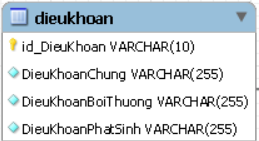 dieukhoan
id_DieuKhoan VARCHAR(10)
DieuKhoanChung VARCHAR(255)
DieuKhoanBoiThuong VARCHAR(255)
DieuKhoanPhatSinh VARCHAR(255)